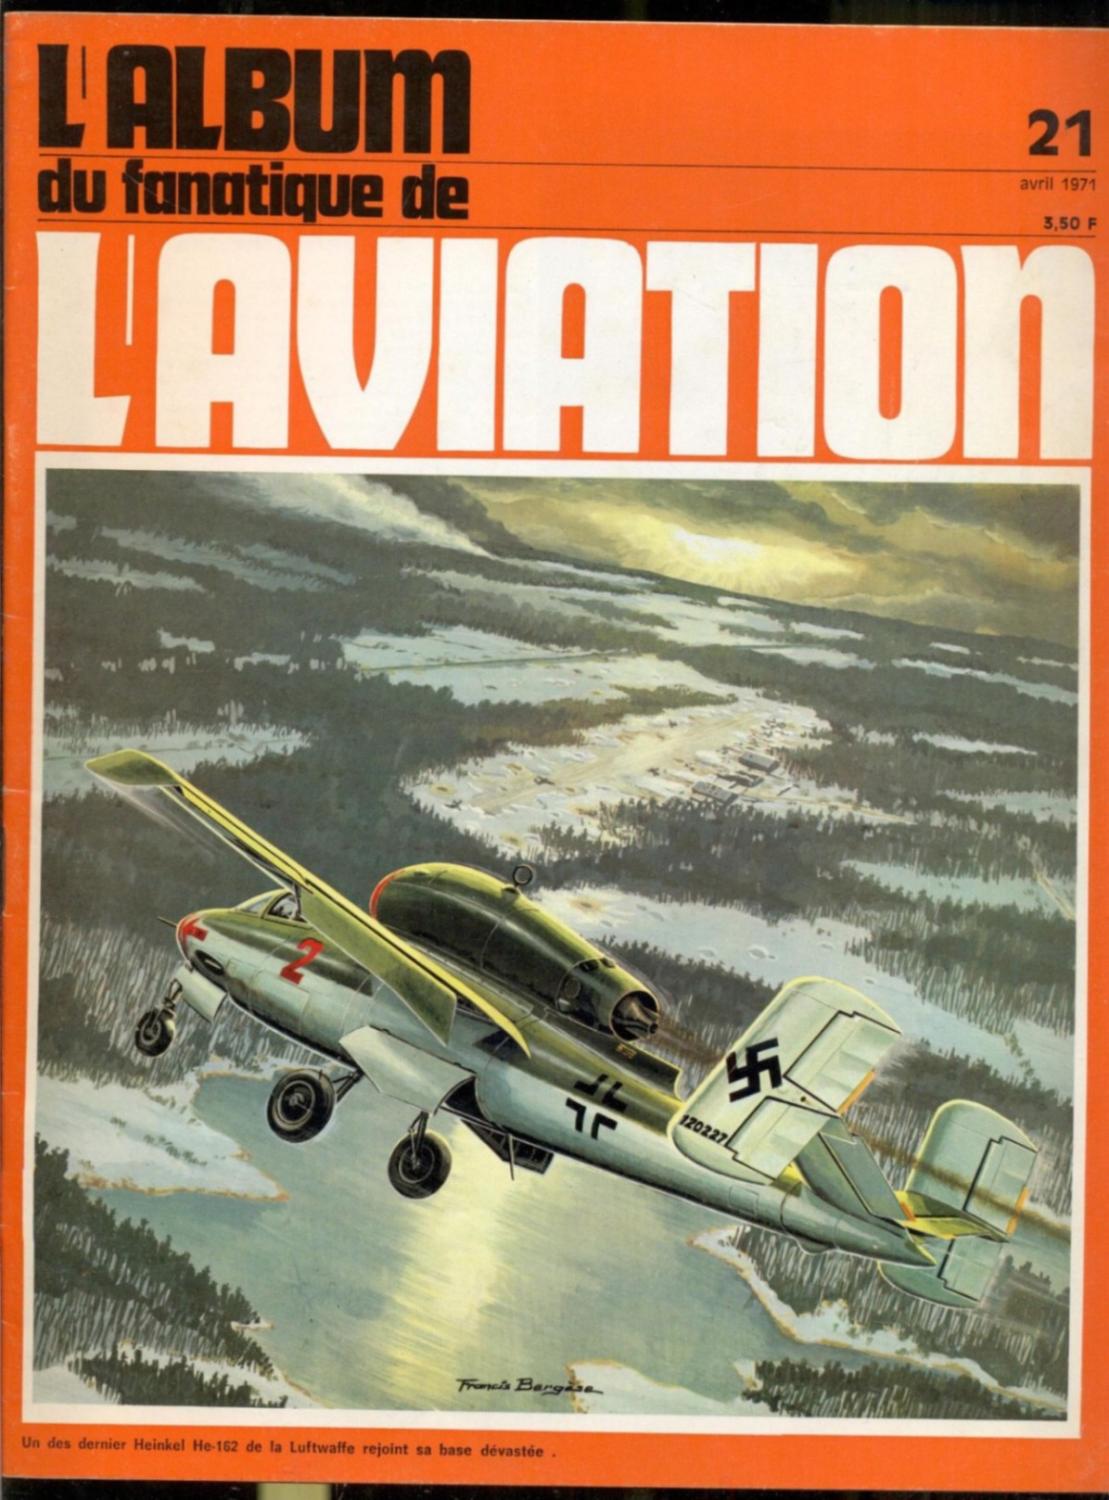 L'ALBUM
du fanatique de
L'AVIATION
21
avril 1971
3,50 F
2
120227
Francis Bergèse
Un des dernier Heinkel He-162 de la Luftwaffe rejoint sa base dévastée .